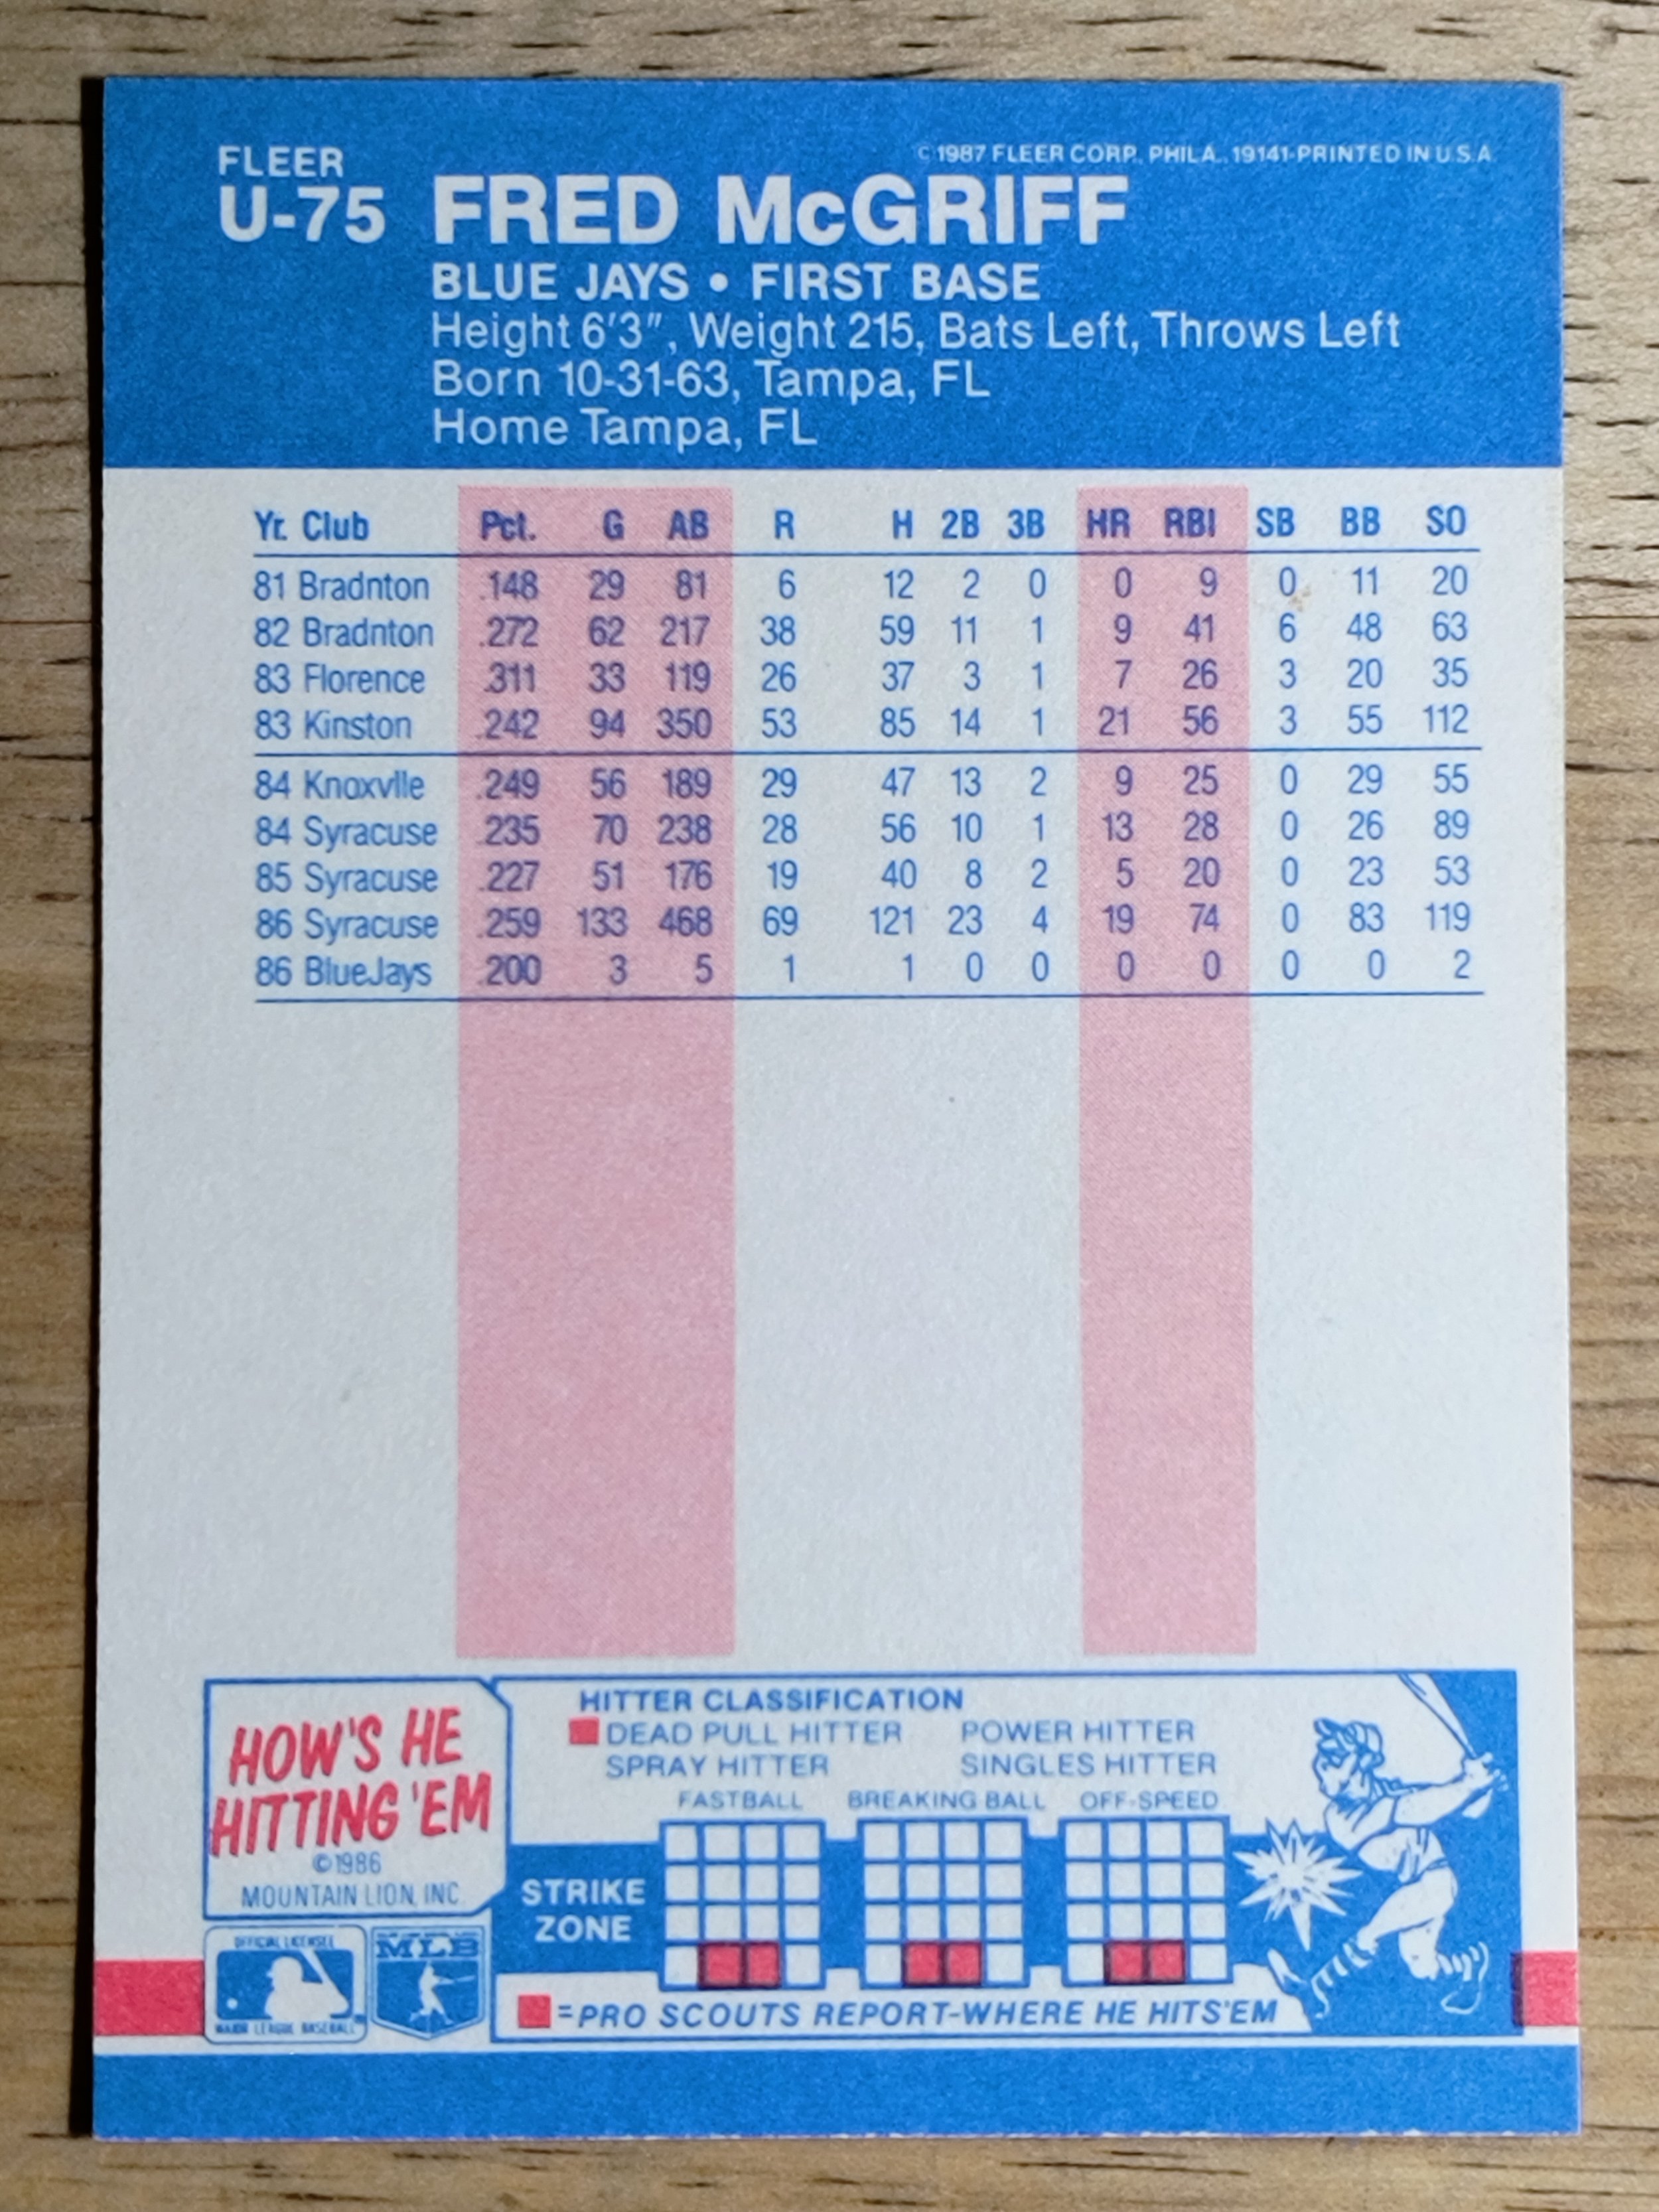 FLEER
© 1987 FLEER CORP., PHILA., 19141-PRINTED IN U.S.A.
U-75 FRED McGRIFF
BLUE JAYS • FIRST BASE
Height 6'3", Weight 215, Bats Left, Throws Left
Born 10-31-63, Tampa, FL
Home Tampa, FL
Yr. Club Pct. G AB R H 2B 3B HR RBI SB BB SO
81 Bradnton .148 29 81 6 12 2 0 0 9 0 11 20
82 Bradnton .272 62 217 38 59 11 1 9 41 6 48 63
83 Florence .311 33 119 26 37 3 1 7 26 3 20 35
83 Kinston .242 94 350 53 85 14 1 21 56 3 55 112
84 Knoxvlle .249 56 189 29 47 13 2 9 25 0 29 55
84 Syracuse .235 70 238 28 56 10 1 13 28 0 26 89
85 Syracuse .227 51 176 19 40 8 2 5 20 0 23 53
86 Syracuse .259 133 468 69 121 23 4 19 74 0 83 119
86 BlueJays .200 3 5 1 1 0 0 0 0 0 0 2
HOW'S HE
HITTING 'EM
©1986
MOUNTAIN LION, INC.
HITTER CLASSIFICATION
DEAD PULL HITTER POWER HITTER
SPRAY HITTER SINGLES HITTER
FASTBALL BREAKING BALL OFF-SPEED
STRIKE
ZONE
=PRO SCOUTS REPORT-WHERE HE HITS'EM
OFFICIAL LICENSEE
MAJOR LEAGUE BASEBALL
MLB